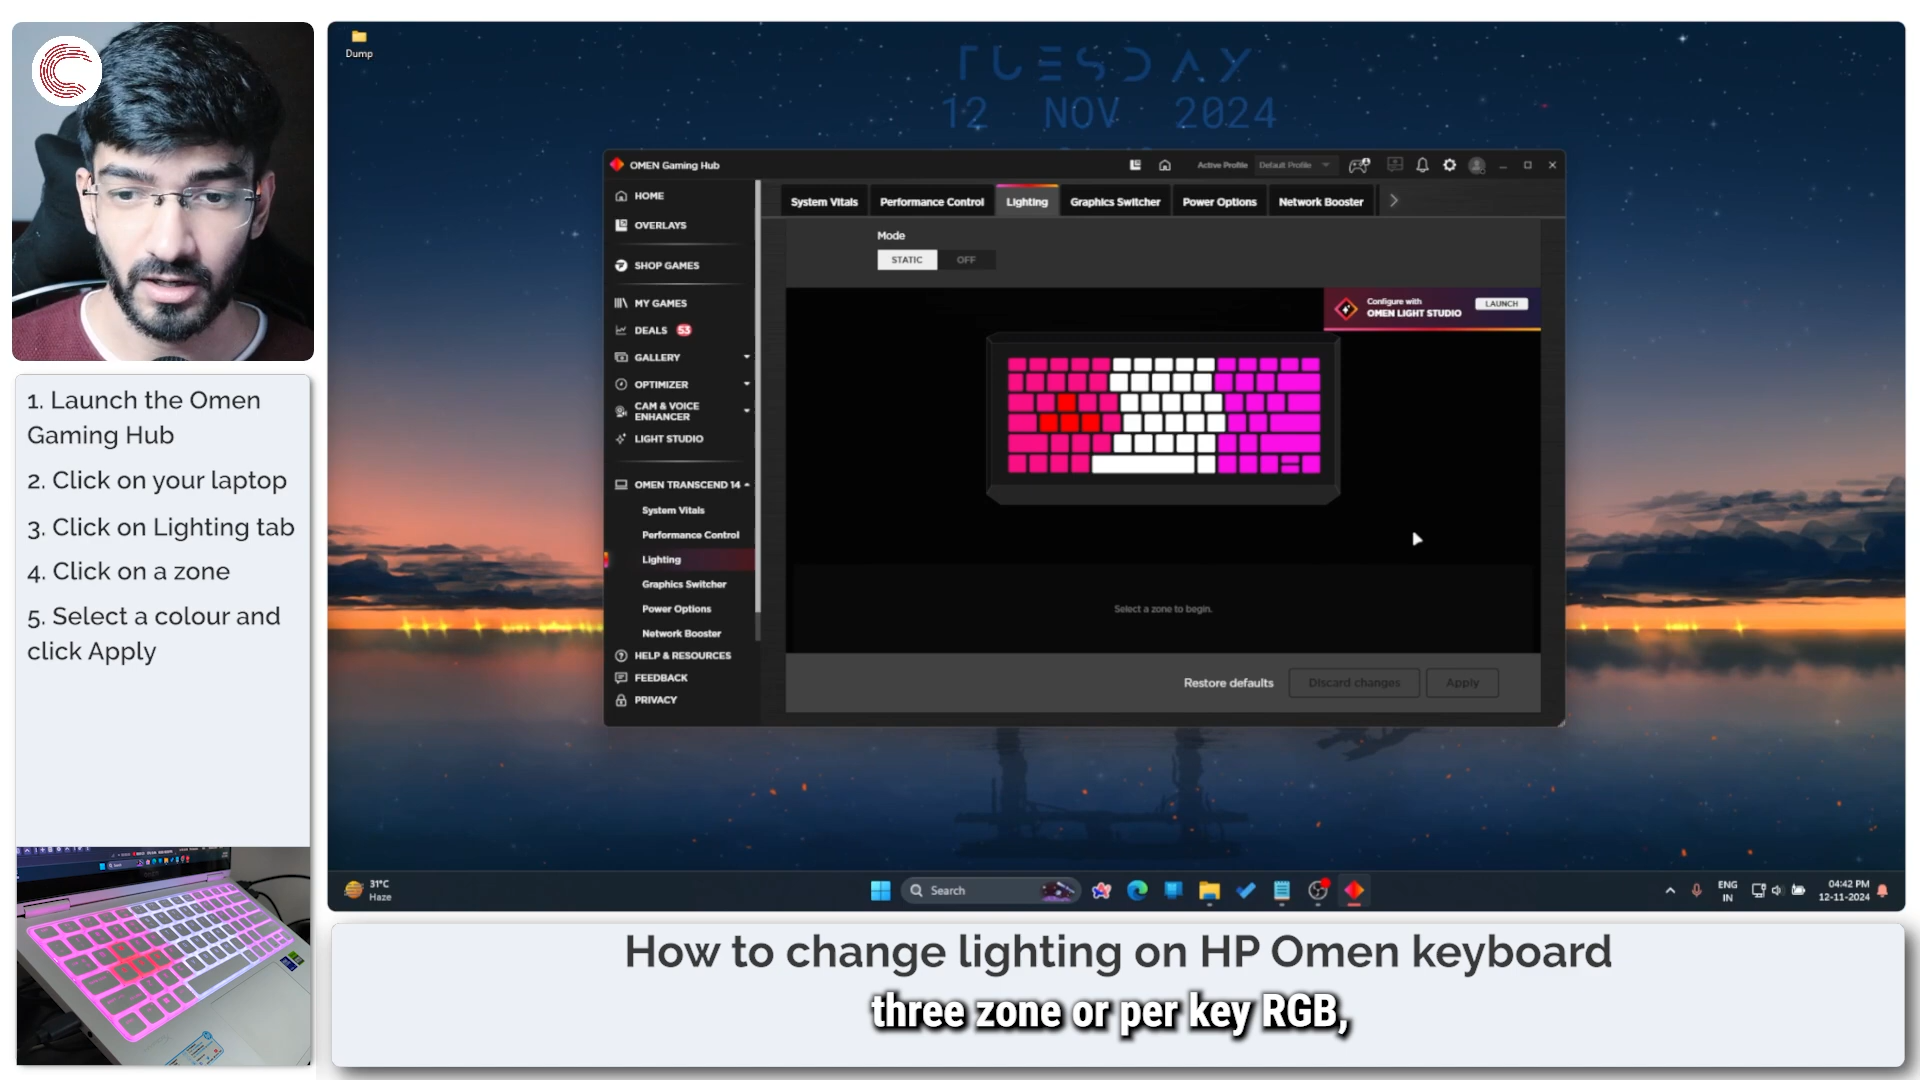 Dump
TUESDAY
12 NOV 2024
OMEN Gaming Hub
Active Profile
Default Profile
HOME
OVERLAYS
SHOP GAMES
MY GAMES
DEALS 53
GALLERY
OPTIMIZER
CAM & VOICE
ENHANCER
LIGHT STUDIO
OMEN TRANSCEND 14
System Vitals
Performance Control
Lighting
Graphics Switcher
Power Options
Network Booster
HELP & RESOURCES
FEEDBACK
PRIVACY
System Vitals
Performance Control
Lighting
Graphics Switcher
Power Options
Network Booster
Mode
STATIC
OFF
Configure with
OMEN LIGHT STUDIO
LAUNCH
Select a zone to begin.
Restore defaults
Discard changes
Apply
1. Launch the Omen
Gaming Hub
2. Click on your laptop
3. Click on Lighting tab
4. Click on a zone
5. Select a colour and
click Apply
31°C
Haze
Search
ENG
IN
04:42 PM
12-11-2024
How to change lighting on HP Omen keyboard
three zone or per key RGB,